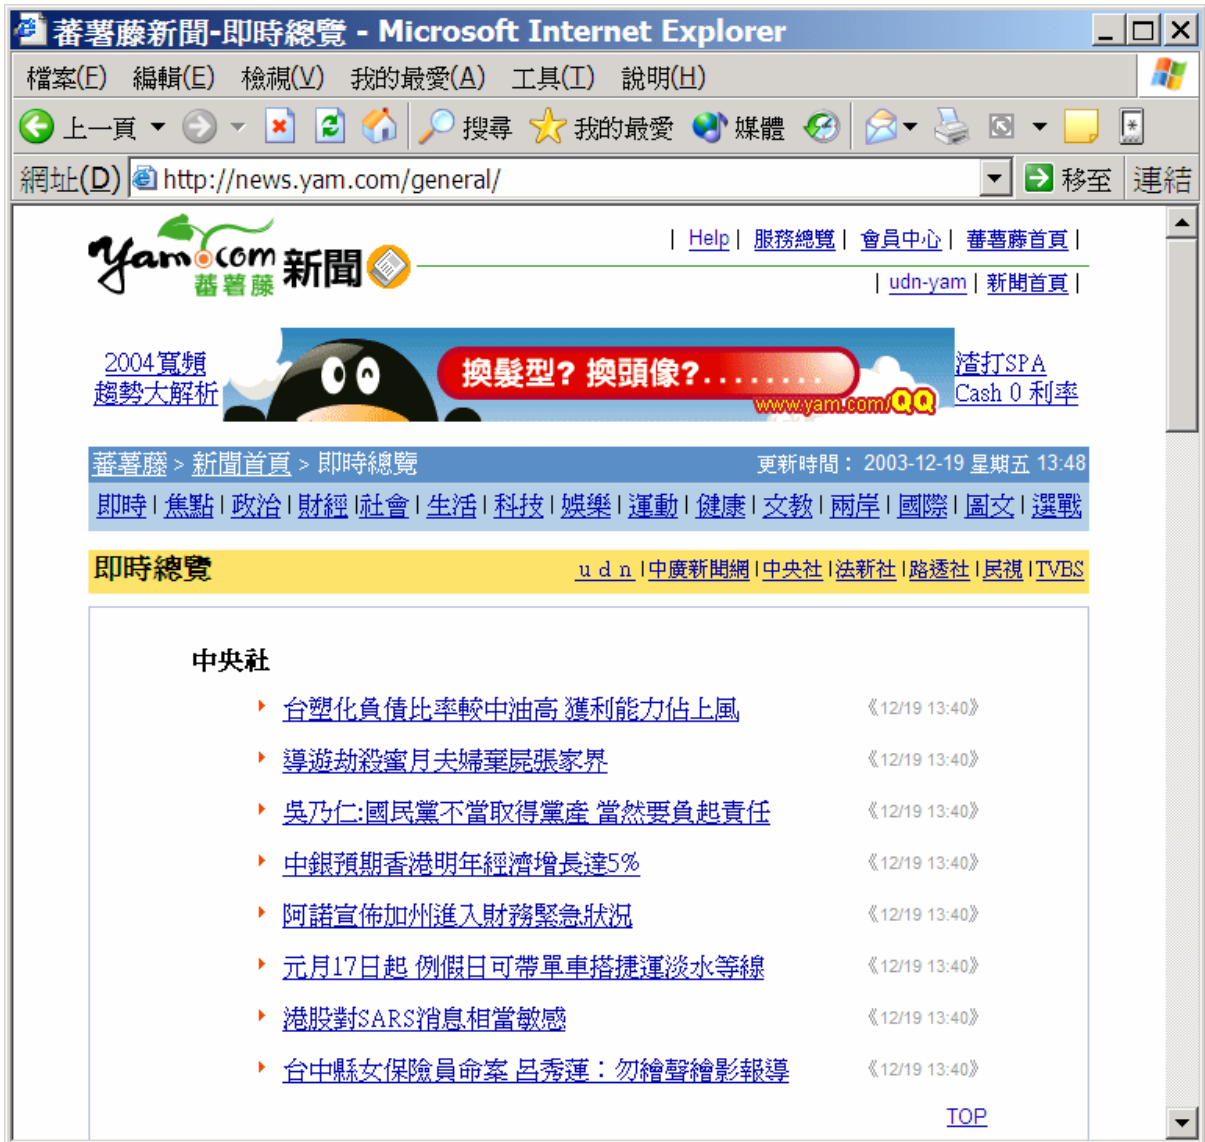 蕃薯藤新聞-即時總覽 - Microsoft Internet Explorer
檔案(F) 編輯(E) 檢視(V) 我的最愛(A) 工具(T) 說明(H)
上一頁 搜尋 我的最愛 媒體
網址(D) http://news.yam.com/general/ 移至 連結
yam.com 蕃薯藤 新聞
| Help | 服務總覽 | 會員中心 | 蕃薯藤首頁 |
| udn-yam | 新聞首頁 |
2004寬頻
趨勢大解析
換髮型? 換頭像?........
www.yam.com/QQ
渣打SPA
Cash 0 利率
蕃薯藤 > 新聞首頁 > 即時總覽 更新時間： 2003-12-19 星期五 13:48
即時 | 焦點 | 政治 | 財經 | 社會 | 生活 | 科技 | 娛樂 | 運動 | 健康 | 文教 | 兩岸 | 國際 | 圖文 | 選戰
即時總覽 u d n | 中廣新聞網 | 中央社 | 法新社 | 路透社 | 民視 | TVBS
中央社
台塑化負債比率較中油高 獲利能力佔上風 《12/19 13:40》
導遊劫殺蜜月夫婦棄屍張家界 《12/19 13:40》
吳乃仁:國民黨不當取得黨產 當然要負起責任 《12/19 13:40》
中銀預期香港明年經濟增長達5% 《12/19 13:40》
阿諾宣佈加州進入財務緊急狀況 《12/19 13:40》
元月17日起 例假日可帶單車搭捷運淡水等線 《12/19 13:40》
港股對SARS消息相當敏感 《12/19 13:40》
台中縣女保險員命案 呂秀蓮：勿繪聲繪影報導 《12/19 13:40》
TOP